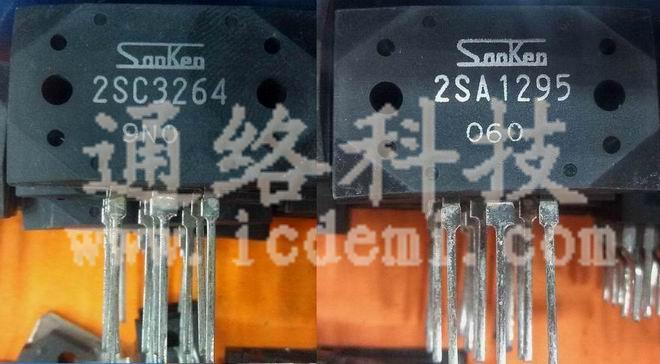 SanKen
2SC3264
9N0
SanKen
2SA1295
060
通络科技
www.icdemi.com